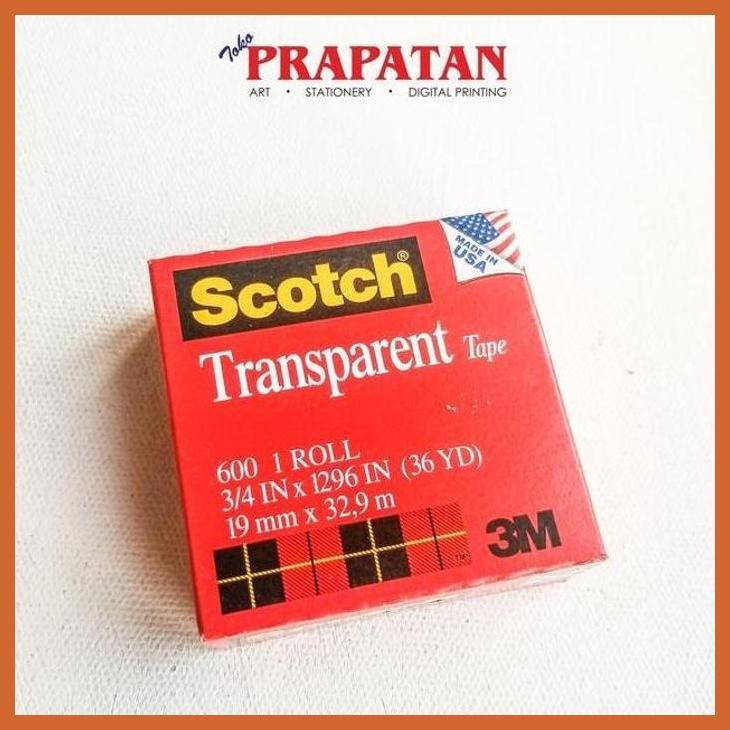 Toko PRAPATAN
ART • STATIONERY • DIGITAL PRINTING
MADE IN
USA
Scotch®
Transparent Tape
600 1 ROLL
3/4 IN x 1296 IN (36 YD)
19 mm x 32,9 m
3M
TM